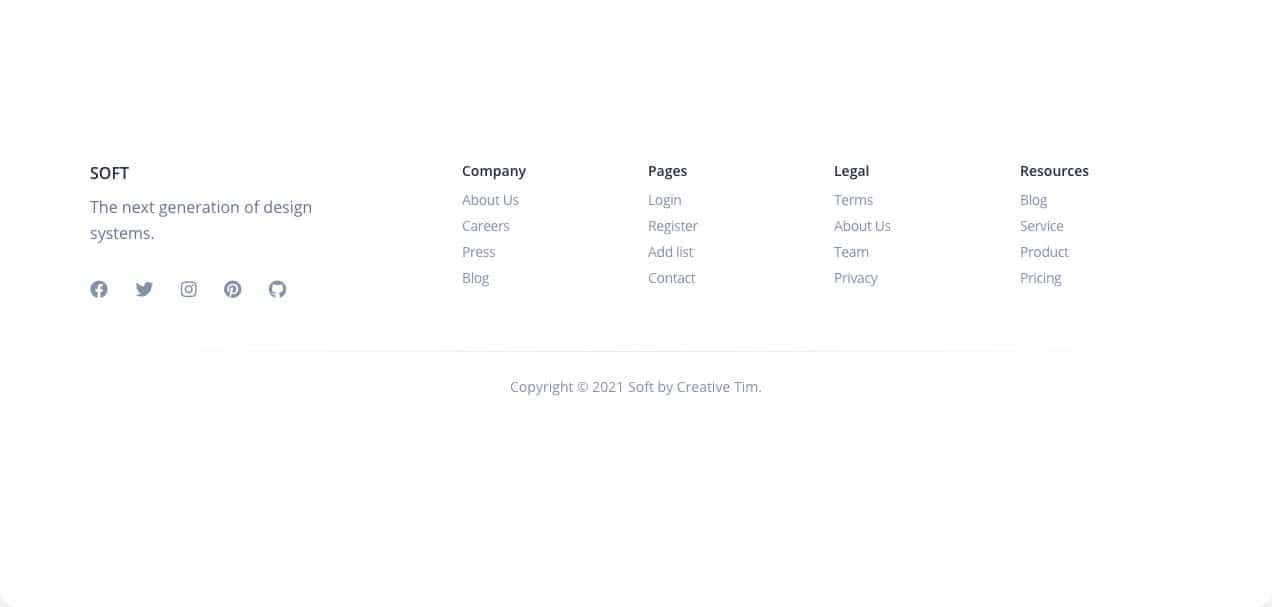 SOFT
The next generation of design
systems.
Company
About Us
Careers
Press
Blog
Pages
Login
Register
Add list
Contact
Legal
Terms
About Us
Team
Privacy
Resources
Blog
Service
Product
Pricing
Copyright © 2021 Soft by Creative Tim.